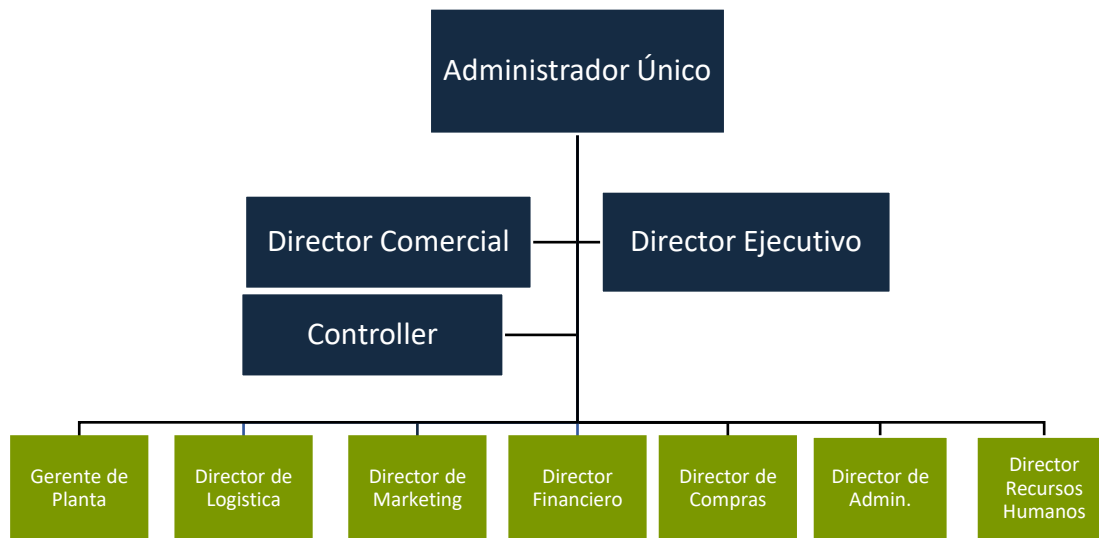 Administrador Único
Director Comercial
Director Ejecutivo
Controller
Gerente de
Planta
Director de
Logistica
Director de
Marketing
Director
Financiero
Director de
Compras
Director de
Admin.
Director
Recursos
Humanos